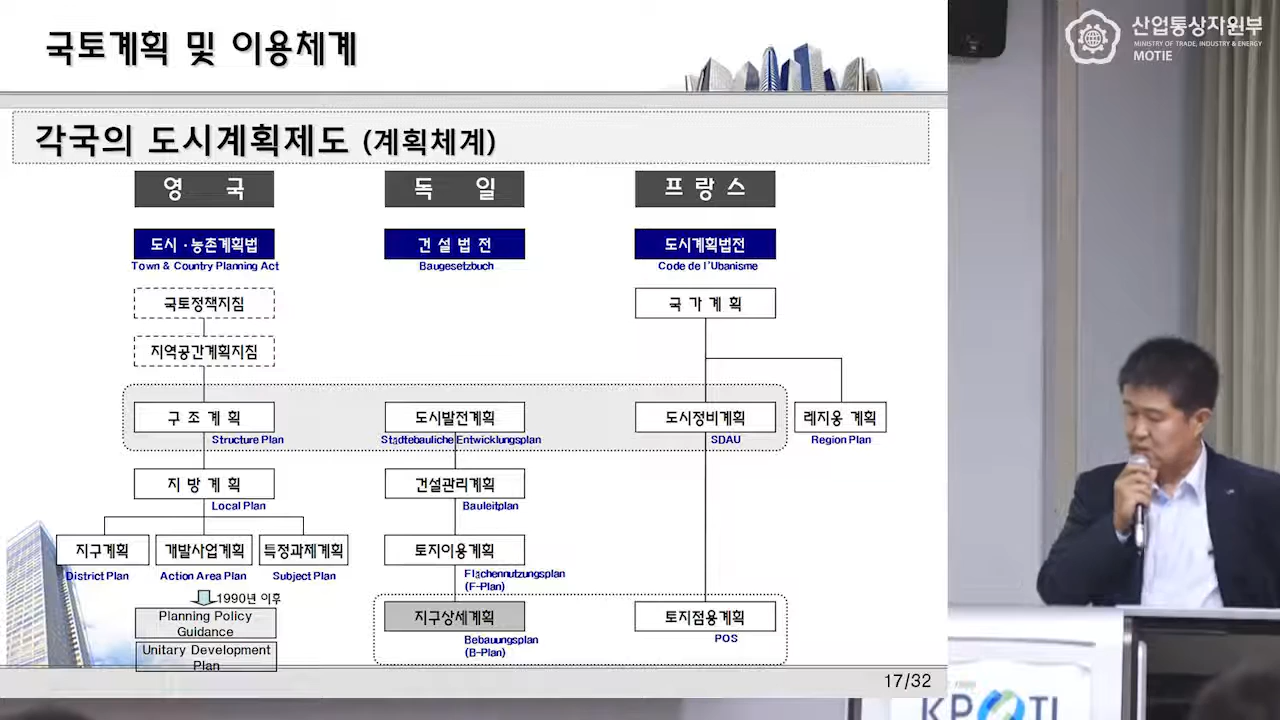 국토계획 및 이용체계
산업통상자원부
MINISTRY OF TRADE, INDUSTRY & ENERGY
MOTIE
각국의 도시계획제도 (계획체계)
영 국
독 일
프 랑 스
도시·농촌계획법
건 설 법 전
도시계획법전
Town & Country Planning Act
Baugesetzbuch
Code de l'Ubanisme
국토정책지침
국 가 계 획
지역공간계획지침
구 조 계 획
도시발전계획
도시정비계획
레지옹 계획
Structure Plan
Städtebauliche Entwicklungsplan
SDAU
Region Plan
지 방 계 획
건설관리계획
Local Plan
Bauleitplan
지구계획
개발사업계획
특정과제계획
토지이용계획
District Plan
Action Area Plan
Subject Plan
Flächennutzungsplan
(F-Plan)
1990년 이후
Planning Policy
Guidance
지구상세계획
토지점용계획
Bebauungsplan
(B-Plan)
POS
Unitary Development
Plan
17/32